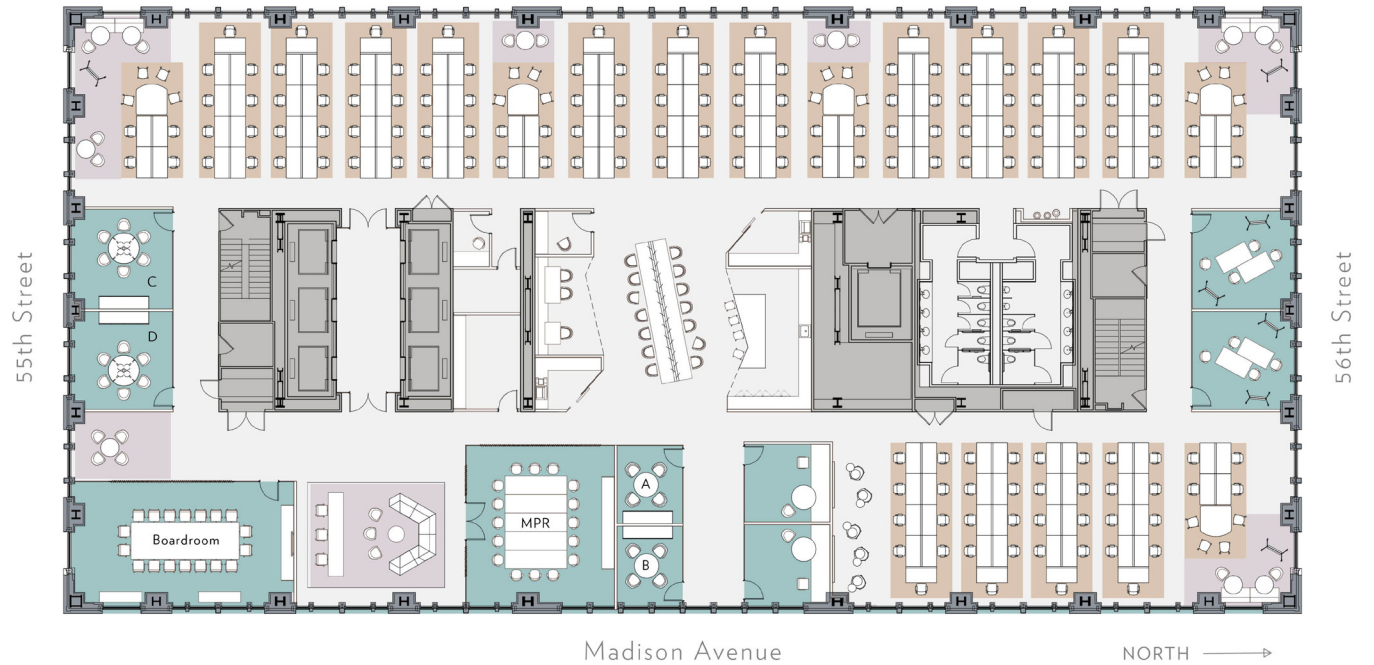 55th Street
C
D
A
B
MPR
Boardroom
56th Street
Madison Avenue
NORTH